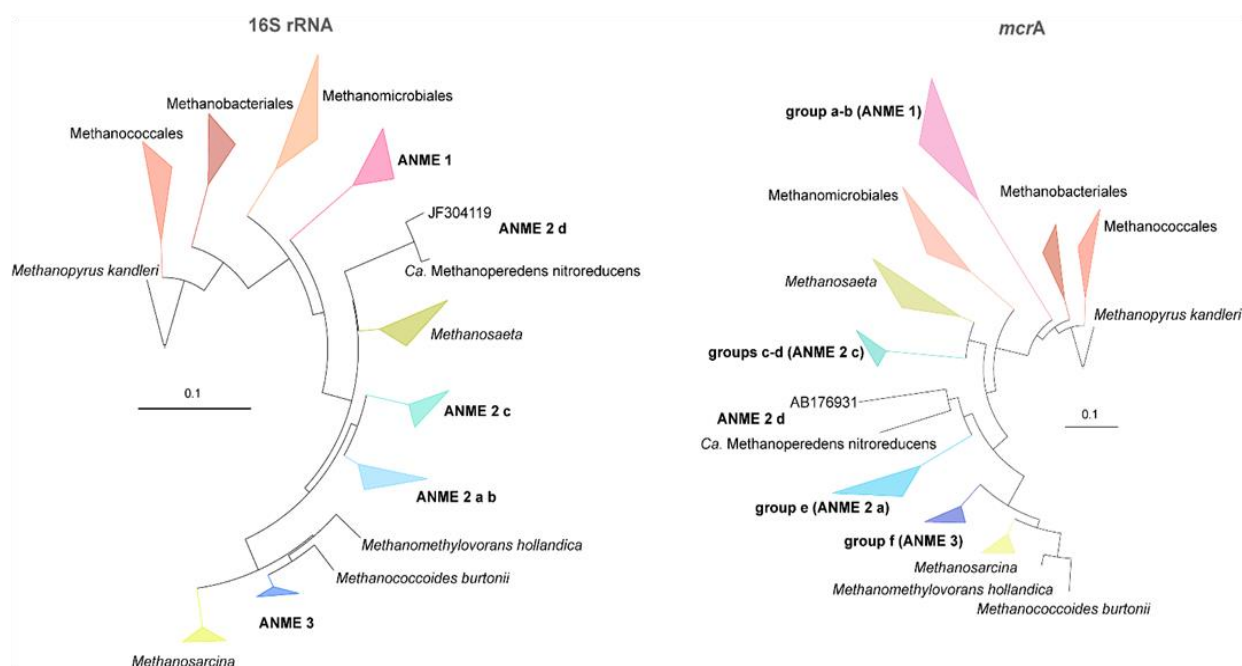 16S rRNA
Methanomicrobiales
Methanobacteriales
Methanococcales
ANME 1
JF304119
ANME 2 d
Methanopyrus kandleri
Ca. Methanoperedens nitroreducens
Methanosaeta
0.1
ANME 2 c
ANME 2 a b
Methanomethylovorans hollandica
Methanococcoides burtonii
ANME 3
Methanosarcina
mcrA
group a-b (ANME 1)
Methanomicrobiales
Methanobacteriales
Methanococcales
Methanosaeta
Methanopyrus kandleri
groups c-d (ANME 2 c)
AB176931
ANME 2 d
0.1
Ca. Methanoperedens nitroreducens
group e (ANME 2 a)
group f (ANME 3)
Methanosarcina
Methanomethylovorans hollandica
Methanococcoides burtonii